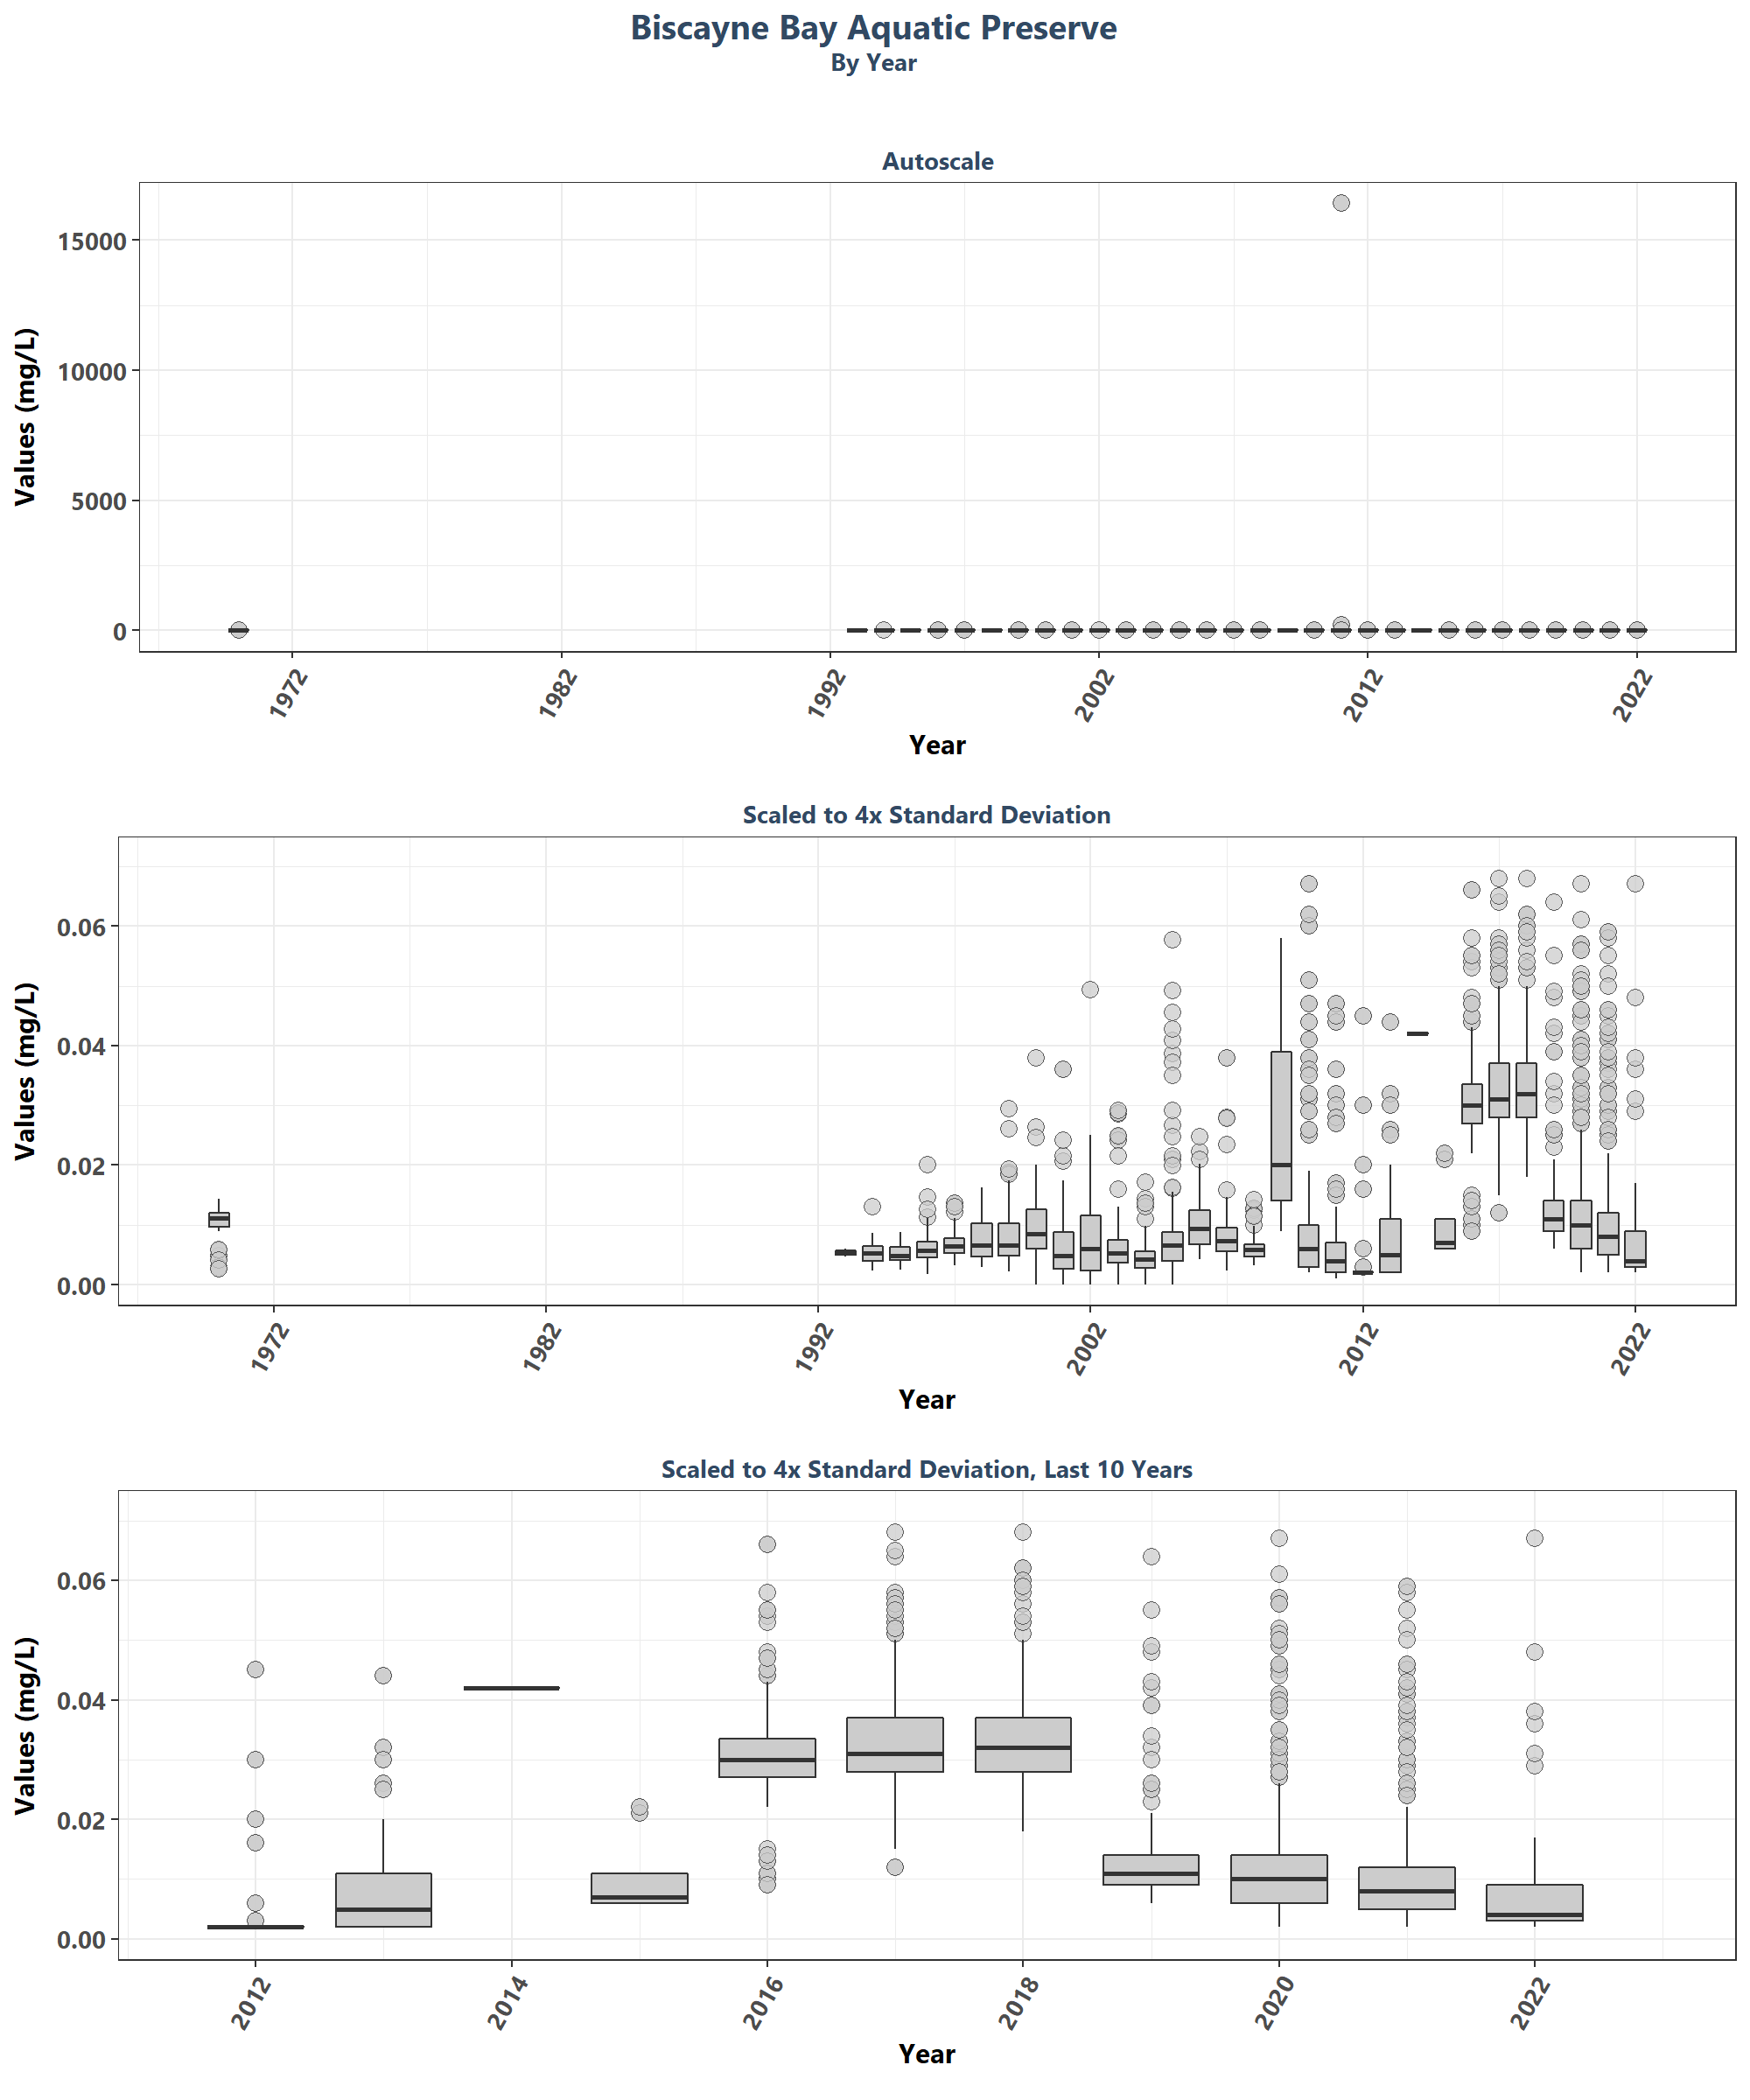 Biscayne Bay Aquatic Preserve
By Year
Autoscale
Values (mg/L)
15000
10000
5000
0
1972
1982
1992
2002
2012
2022
Year
Scaled to 4x Standard Deviation
Values (mg/L)
0.06
0.04
0.02
0.00
1972
1982
1992
2002
2012
2022
Year
Scaled to 4x Standard Deviation, Last 10 Years
Values (mg/L)
0.06
0.04
0.02
0.00
2012
2014
2016
2018
2020
2022
Year